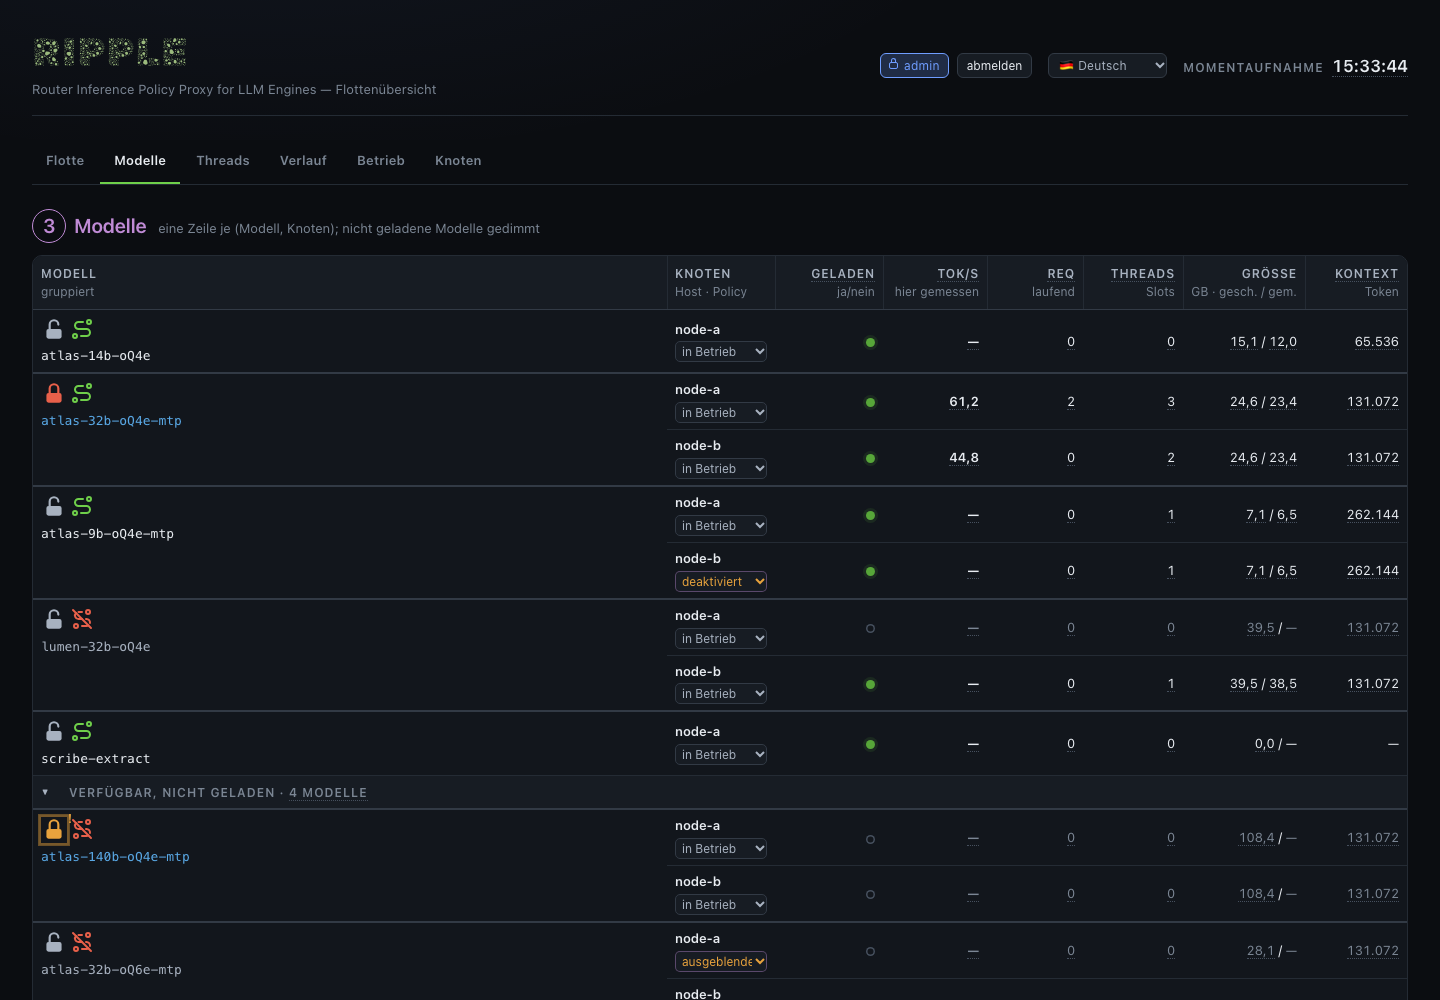 RIPPLE
Router Inference Policy Proxy for LLM Engines — Flottenübersicht
admin abmelden Deutsch MOMENTAUFNAHME 15:33:44
Flotte Modelle Threads Verlauf Betrieb Knoten
3 Modelle eine Zeile je (Modell, Knoten); nicht geladene Modelle gedimmt
MODELL KNOTEN GELADEN TOK/S REQ THREADS GRÖSSE KONTEXT
gruppiert Host · Policy ja/nein hier gemessen laufend Slots GB · gesch. / gem. Token
node-a
atlas-14b-oQ4e in Betrieb — 0 0 15,1 / 12,0 65.536
node-a
atlas-32b-oQ4e-mtp in Betrieb 61,2 2 3 24,6 / 23,4 131.072
node-b
in Betrieb 44,8 0 2 24,6 / 23,4 131.072
node-a
atlas-9b-oQ4e-mtp in Betrieb — 0 1 7,1 / 6,5 262.144
node-b
deaktiviert — 0 1 7,1 / 6,5 262.144
node-a
lumen-32b-oQ4e in Betrieb — 0 0 39,5 / — 131.072
node-b
in Betrieb — 0 1 39,5 / 38,5 131.072
node-a
scribe-extract in Betrieb — 0 0 0,0 / — —
VERFÜGBAR, NICHT GELADEN · 4 MODELLE
node-a
atlas-140b-oQ4e-mtp in Betrieb — 0 0 108,4 / — 131.072
node-b
in Betrieb — 0 0 108,4 / — 131.072
node-a
atlas-32b-oQ6e-mtp ausgeblende — 0 0 28,1 / — 131.072
node-b